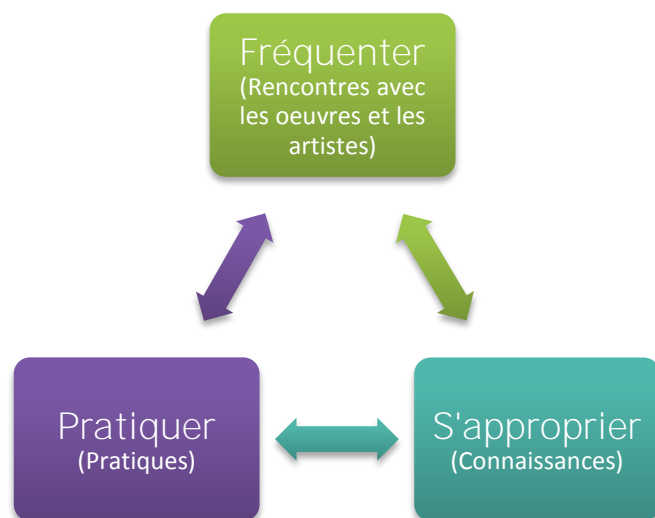 Fréquenter
(Rencontres avec
les oeuvres et les
artistes)
Pratiquer
(Pratiques)
S'approprier
(Connaissances)